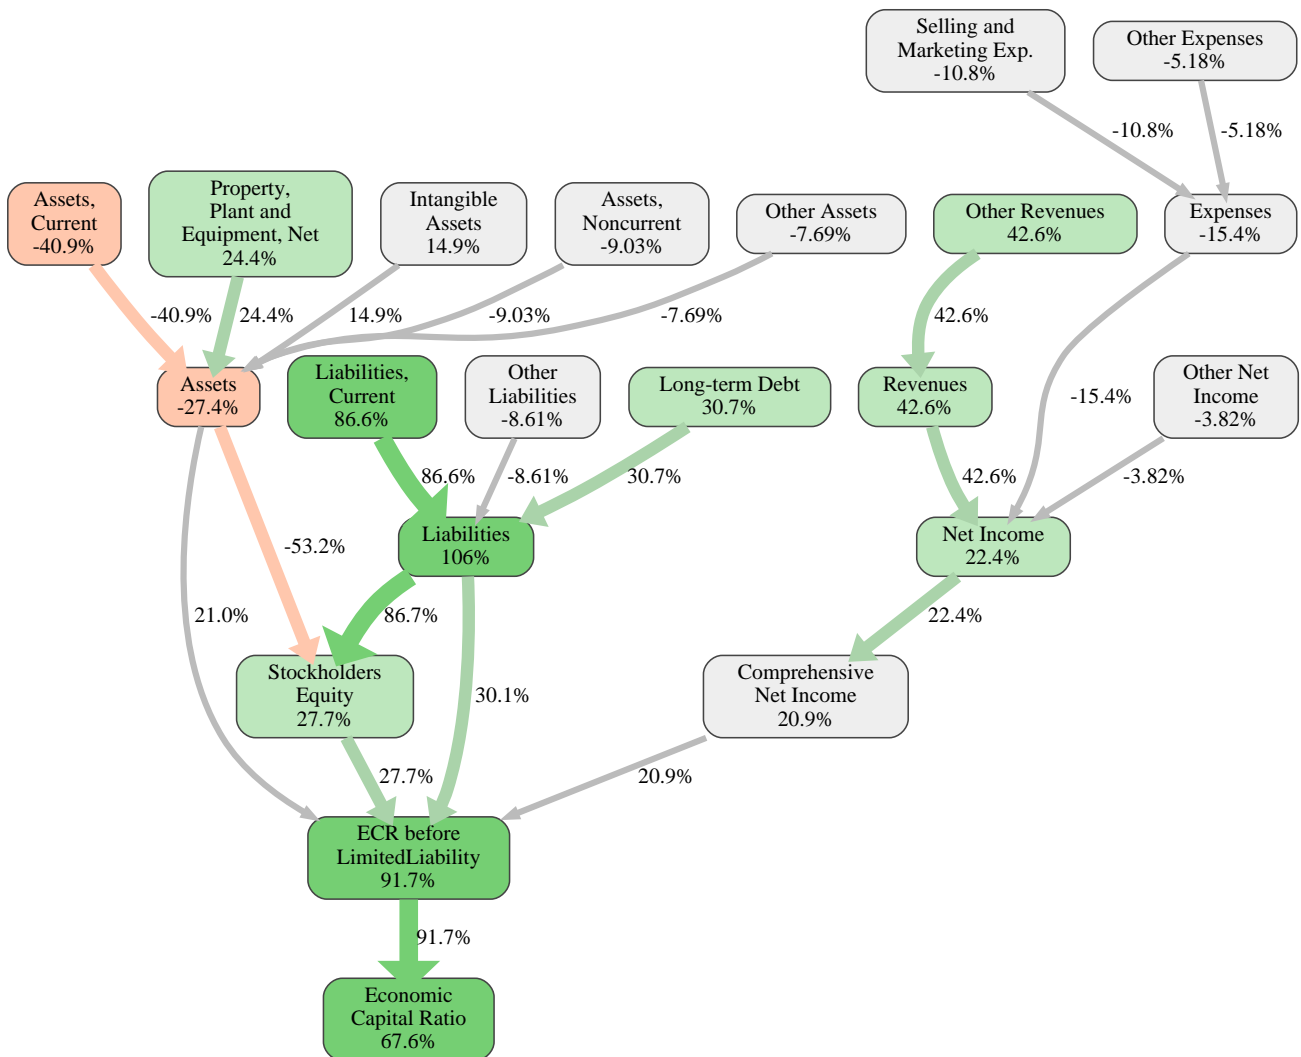 Selling and
Marketing Exp.
-10.8%
Other Expenses
-5.18%
-10.8%
-5.18%
Assets,
Current
-40.9%
Property,
Plant and
Equipment, Net
24.4%
Intangible
Assets
14.9%
Assets,
Noncurrent
-9.03%
Other Assets
-7.69%
Other Revenues
42.6%
Expenses
-15.4%
-40.9%
24.4%
14.9%
-9.03%
-7.69%
42.6%
Assets
-27.4%
Liabilities,
Current
86.6%
Other
Liabilities
-8.61%
Long-term Debt
30.7%
Revenues
42.6%
-15.4%
Other Net
Income
-3.82%
86.6%
-8.61%
30.7%
42.6%
-3.82%
-53.2%
Liabilities
106%
Net Income
22.4%
21.0%
86.7%
22.4%
Stockholders
Equity
27.7%
30.1%
Comprehensive
Net Income
20.9%
27.7%
20.9%
ECR before
LimitedLiability
91.7%
91.7%
Economic
Capital Ratio
67.6%